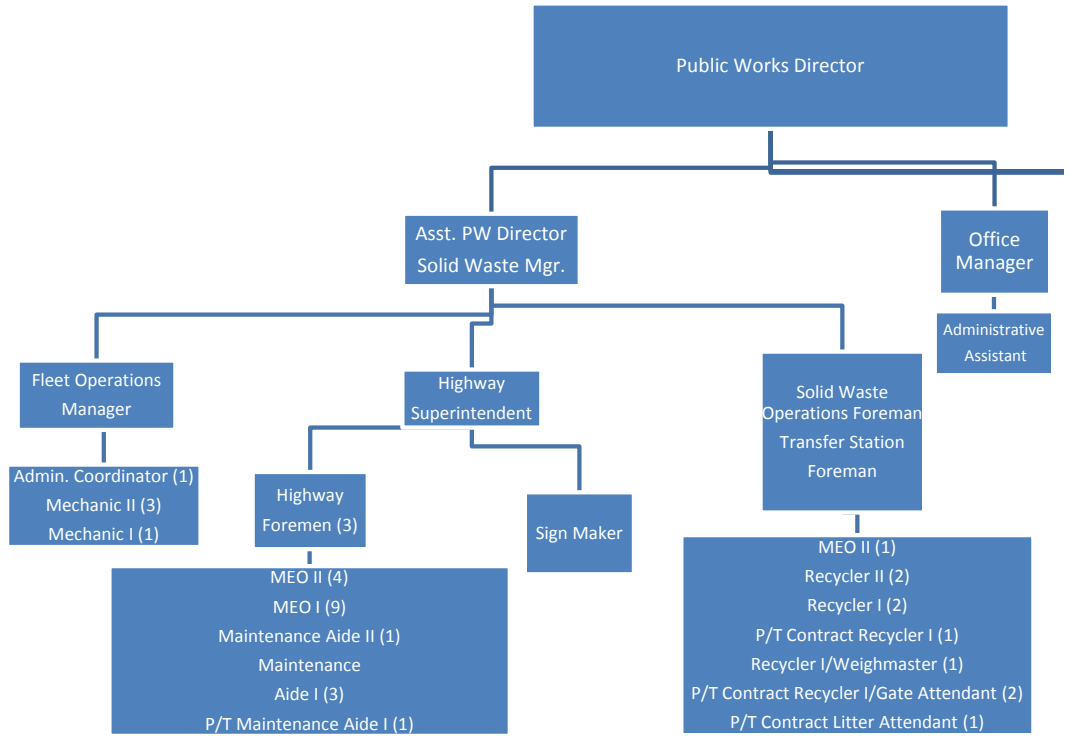 Public Works Director
Asst. PW Director
Solid Waste Mgr.
Office
Manager
Administrative
Assistant
Fleet Operations
Manager
Highway
Superintendent
Solid Waste
Operations Foreman
Transfer Station
Foreman
Admin. Coordinator (1)
Mechanic II (3)
Mechanic I (1)
Highway
Foremen (3)
Sign Maker
MEO II (4)
MEO I (9)
Maintenance Aide II (1)
Maintenance
Aide I (3)
P/T Maintenance Aide I (1)
MEO II (1)
Recycler II (2)
Recycler I (2)
P/T Contract Recycler I (1)
Recycler I/Weighmaster (1)
P/T Contract Recycler I/Gate Attendant (2)
P/T Contract Litter Attendant (1)